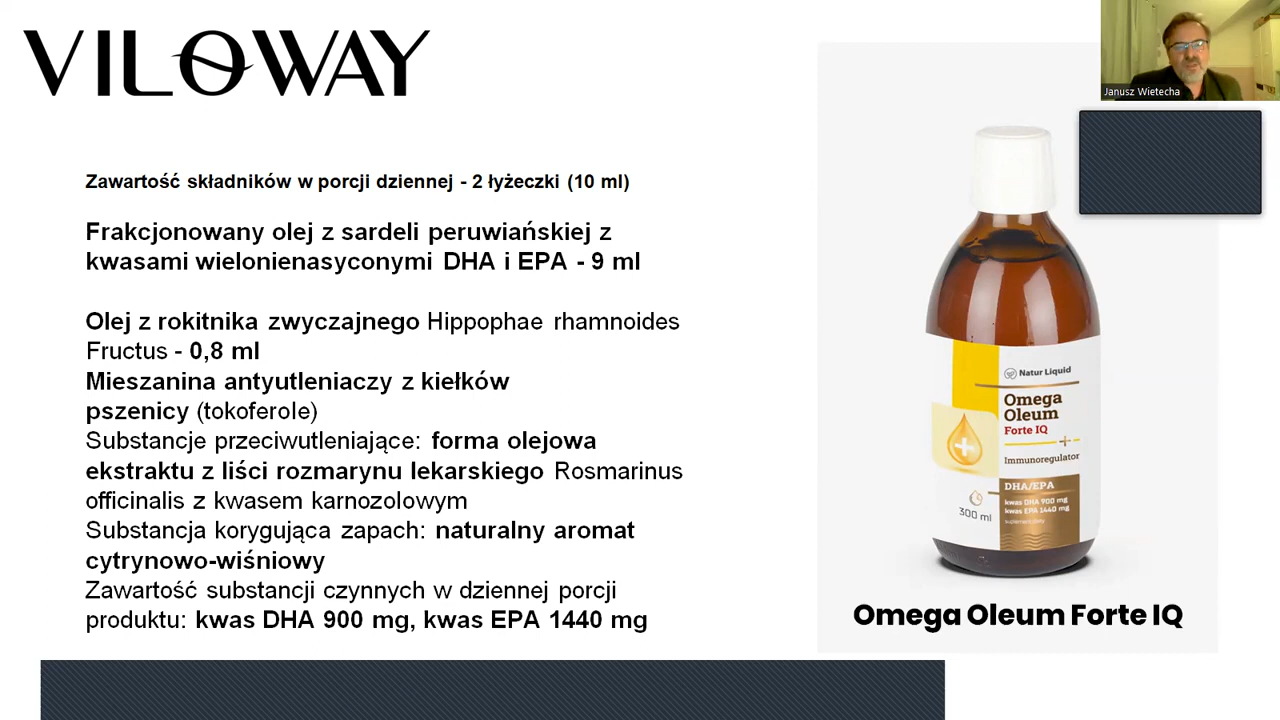 VILOWAY
Janusz Wietecha
Zawartość składników w porcji dziennej - 2 łyżeczki (10 ml)
Frakcjonowany olej z sardeli peruwiańskiej z
kwasami wielonienasyconymi DHA i EPA - 9 ml
Olej z rokitnika zwyczajnego Hippophae rhamnoides
Fructus - 0,8 ml
Mieszanina antyutleniaczy z kiełków
pszenicy (tokoferole)
Substancje przeciwutleniające: forma olejowa
ekstraktu z liści rozmarynu lekarskiego Rosmarinus
officinalis z kwasem karnozolowym
Substancja korygująca zapach: naturalny aromat
cytrynowo-wiśniowy
Zawartość substancji czynnych w dziennej porcji
produktu: kwas DHA 900 mg, kwas EPA 1440 mg
Natur Liquid
Omega
Oleum
Forte IQ
Immunoregulator
DHA/EPA
kwas DHA 900 mg
kwas EPA 1440 mg
suplement diety
300 ml
Omega Oleum Forte IQ